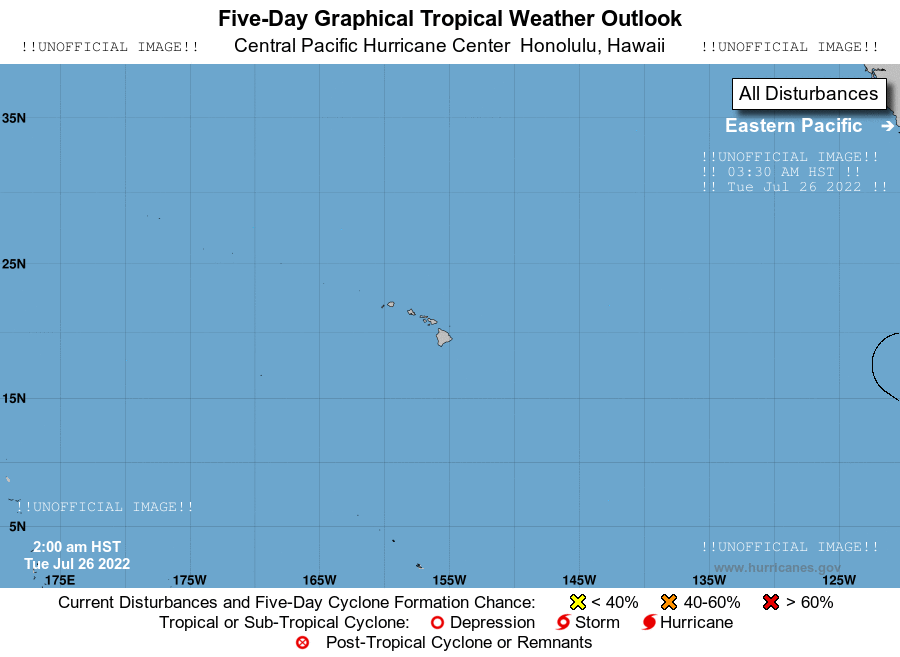 Five-Day Graphical Tropical Weather Outlook
!!UNOFFICIAL IMAGE!! Central Pacific Hurricane Center Honolulu, Hawaii !!UNOFFICIAL IMAGE!!
All Disturbances
35N
Eastern Pacific →
!!UNOFFICIAL IMAGE!!
!! 03:30 AM HST !!
!! Tue Jul 26 2022 !!
25N
15N
!!UNOFFICIAL IMAGE!!
5N
2:00 am HST
Tue Jul 26 2022
!!UNOFFICIAL IMAGE!!
www.hurricanes.gov
175E 175W 165W 155W 145W 135W 125W
Current Disturbances and Five-Day Cyclone Formation Chance: < 40% 40-60% > 60%
Tropical or Sub-Tropical Cyclone: Depression Storm Hurricane
Post-Tropical Cyclone or Remnants